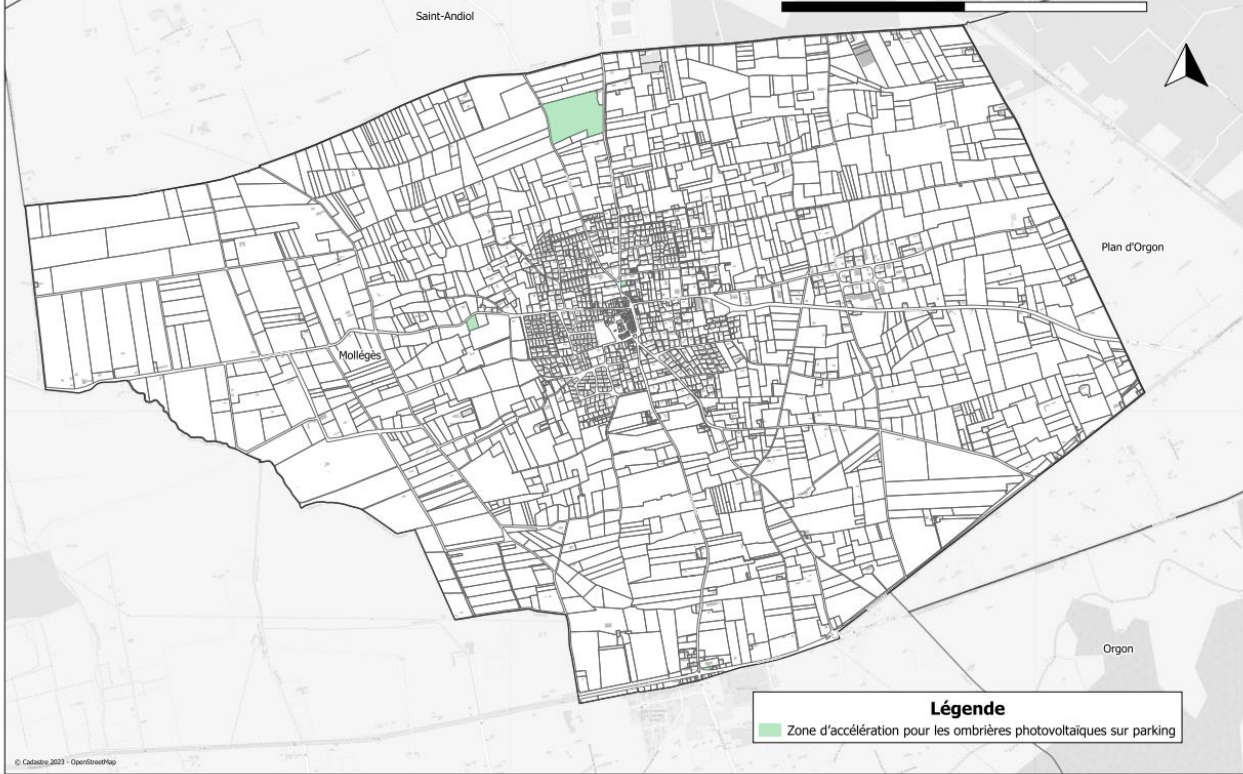 Saint-Andiol
Plan d'Orgon
Mollégès
Orgon
Légende
Zone d'accélération pour les ombrières photovoltaïques sur parking
© Cadastre 2023 - OpenStreetMap